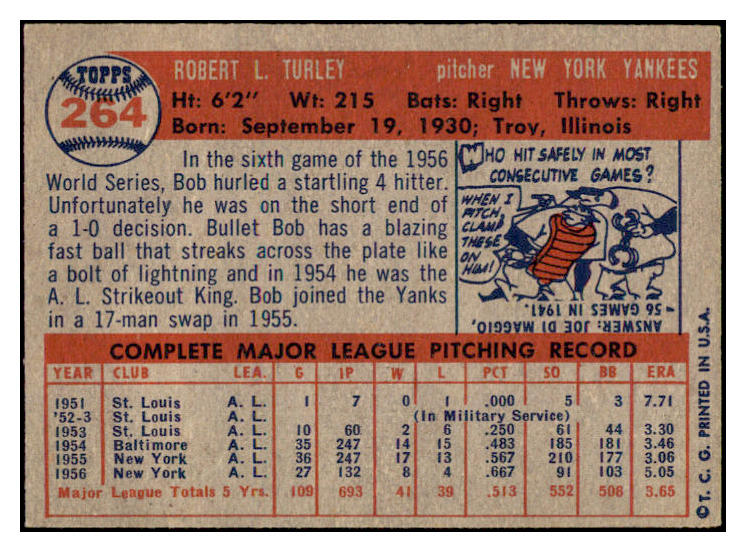 TOPPS
264
ROBERT L. TURLEY pitcher NEW YORK YANKEES
Ht: 6'2" Wt: 215 Bats: Right Throws: Right
Born: September 19, 1930; Troy, Illinois
In the sixth game of the 1956
World Series, Bob hurled a startling 4 hitter.
Unfortunately he was on the short end of
a 1-0 decision. Bullet Bob has a blazing
fast ball that streaks across the plate like
a bolt of lightning and in 1954 he was the
A. L. Strikeout King. Bob joined the Yanks
in a 17-man swap in 1955.
WHO HIT SAFELY IN MOST
CONSECUTIVE GAMES?
WHEN I
PITCH,
CLAMP
THESE
ON
HIM!
ANSWER: JOE DI MAGGIO,
56 GAMES IN 1941.
COMPLETE MAJOR LEAGUE PITCHING RECORD
YEAR CLUB LEA. G IP W L PCT SO BB ERA
1951 St. Louis A. L. 1 7 0 1 .000 5 3 7.71
'52-3 St. Louis A. L. (In Military Service)
1953 St. Louis A. L. 10 60 2 6 .250 61 44 3.30
1954 Baltimore A. L. 35 247 14 15 .483 185 181 3.46
1955 New York A. L. 36 247 17 13 .567 210 177 3.06
1956 New York A. L. 27 132 8 4 .667 91 103 5.05
Major League Totals 5 Yrs. 109 693 41 39 .513 552 508 3.65
©T. C. G. PRINTED IN U.S.A.